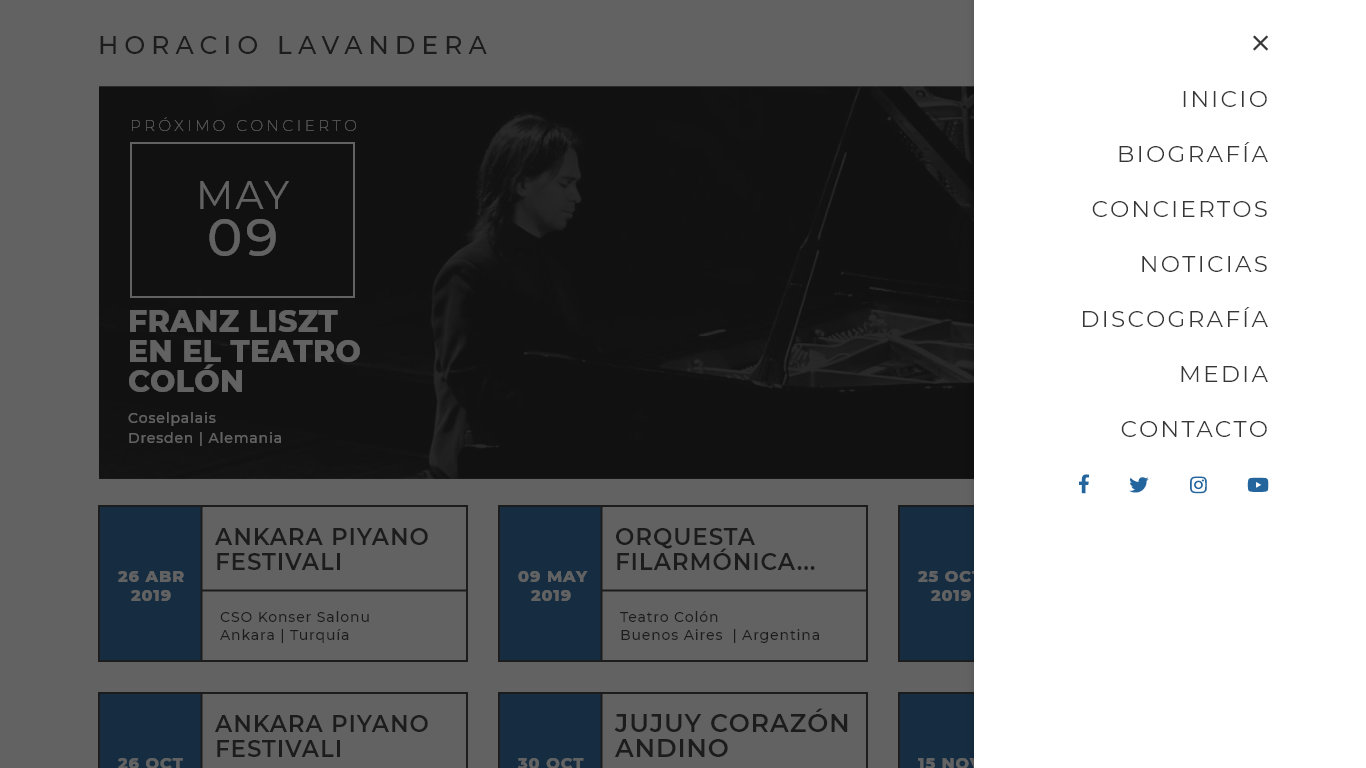 HORACIO LAVANDERA
PRÓXIMO CONCIERTO
MAY
09
FRANZ LISZT
EN EL TEATRO
COLÓN
Coselpalais
Dresden | Alemania
26 ABR
2019
ANKARA PIYANO
FESTIVALI
CSO Konser Salonu
Ankara | Turquía
09 MAY
2019
ORQUESTA
FILARMÓNICA...
Teatro Colón
Buenos Aires | Argentina
25 OCT
2019
26 OCT
ANKARA PIYANO
FESTIVALI
30 OCT
JUJUY CORAZÓN
ANDINO
15 NOV
INICIO
BIOGRAFÍA
CONCIERTOS
NOTICIAS
DISCOGRAFÍA
MEDIA
CONTACTO